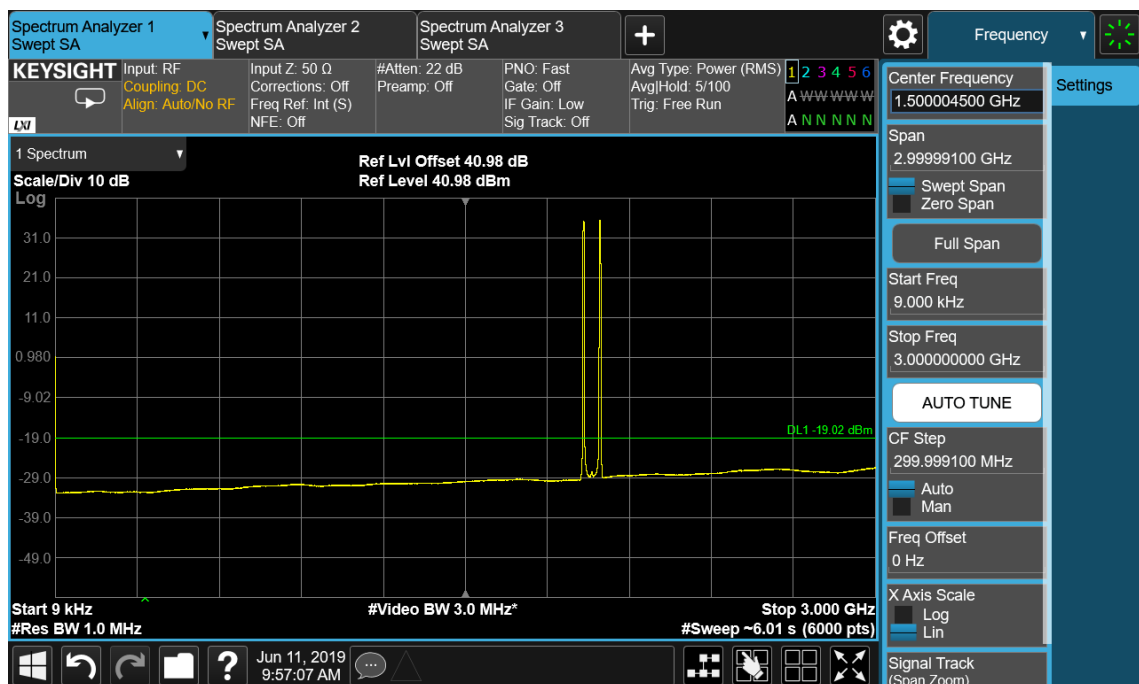 Spectrum Analyzer 1
Swept SA
Spectrum Analyzer 2
Swept SA
Spectrum Analyzer 3
Swept SA
Frequency
KEYSIGHT
LXI
Input: RF
Coupling: DC
Align: Auto/No RF
Input Z: 50 Ω
Corrections: Off
Freq Ref: Int (S)
NFE: Off
#Atten: 22 dB
Preamp: Off
PNO: Fast
Gate: Off
IF Gain: Low
Sig Track: Off
Avg Type: Power (RMS)
Avg|Hold: 5/100
Trig: Free Run
1 2 3 4 5 6
A W W W W W
A N N N N N
1 Spectrum
Scale/Div 10 dB
Ref Lvl Offset 40.98 dB
Ref Level 40.98 dBm
Log
31.0
21.0
11.0
0.980
-9.02
-19.0
-29.0
-39.0
-49.0
DL1 -19.02 dBm
Start 9 kHz
#Video BW 3.0 MHz*
Stop 3.000 GHz
#Res BW 1.0 MHz
#Sweep ~6.01 s (6000 pts)
Center Frequency
1.500004500 GHz
Span
2.99999100 GHz
Swept Span
Zero Span
Full Span
Start Freq
9.000 kHz
Stop Freq
3.000000000 GHz
AUTO TUNE
CF Step
299.999100 MHz
Auto
Man
Freq Offset
0 Hz
X Axis Scale
Log
Lin
Signal Track
(Span Zoom)
Settings
?
Jun 11, 2019
9:57:07 AM